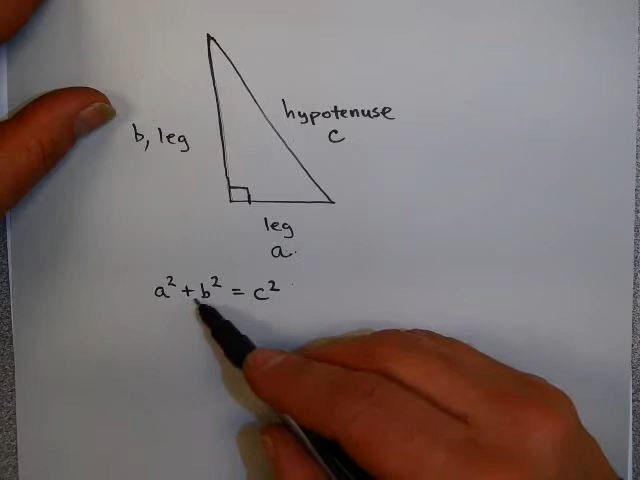 hypotenuse
c
b, leg
leg
a
a² + b² = c²